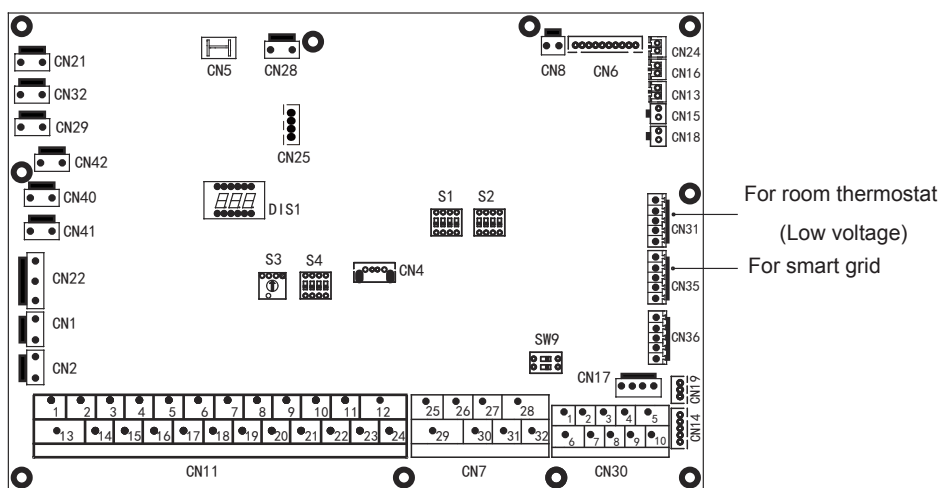 CN21
CN5
CN28
CN8
CN6
CN24
CN16
CN32
CN13
CN15
CN29
CN18
CN25
CN42
CN40
DIS1
S1
S2
For room thermostat
CN31
(Low voltage)
CN41
S3
S4
CN4
For smart grid
CN22
CN35
CN1
SW9
CN36
CN2
CN17
CN19
1 2 3 4 5 6 7 8 9 10 11 12
25 26 27 28
1 2 3 4 5
CN14
13 14 15 16 17 18 19 20 21 22 23 24
29 30 31 32
6 7 8 9 10
CN11
CN7
CN30